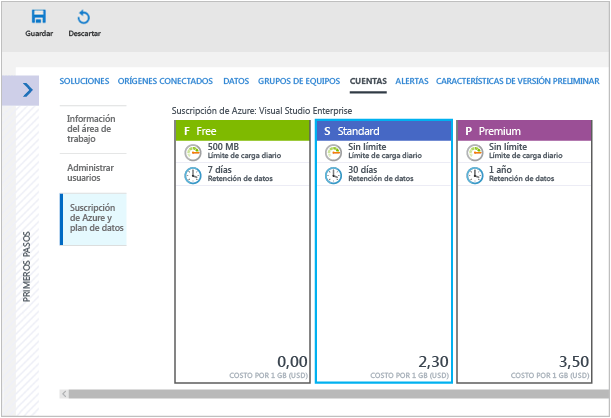 Guardar Descartar
SOLUCIONES ORÍGENES CONECTADOS DATOS GRUPOS DE EQUIPOS CUENTAS ALERTAS CARACTERÍSTICAS DE VERSIÓN PRELIMINAR
Información
del área de
trabajo
Administrar
usuarios
Suscripción
de Azure y
plan de datos
PRIMEROS PASOS
Suscripción de Azure: Visual Studio Enterprise
F Free
500 MB
Límite de carga diario
7 días
Retención de datos
0,00
COSTO POR 1 GB (USD)
S Standard
Sin límite
Límite de carga diario
30 días
Retención de datos
2,30
COSTO POR 1 GB (USD)
P Premium
Sin límite
Límite de carga diario
1 año
Retención de datos
3,50
COSTO POR 1 GB (USD)